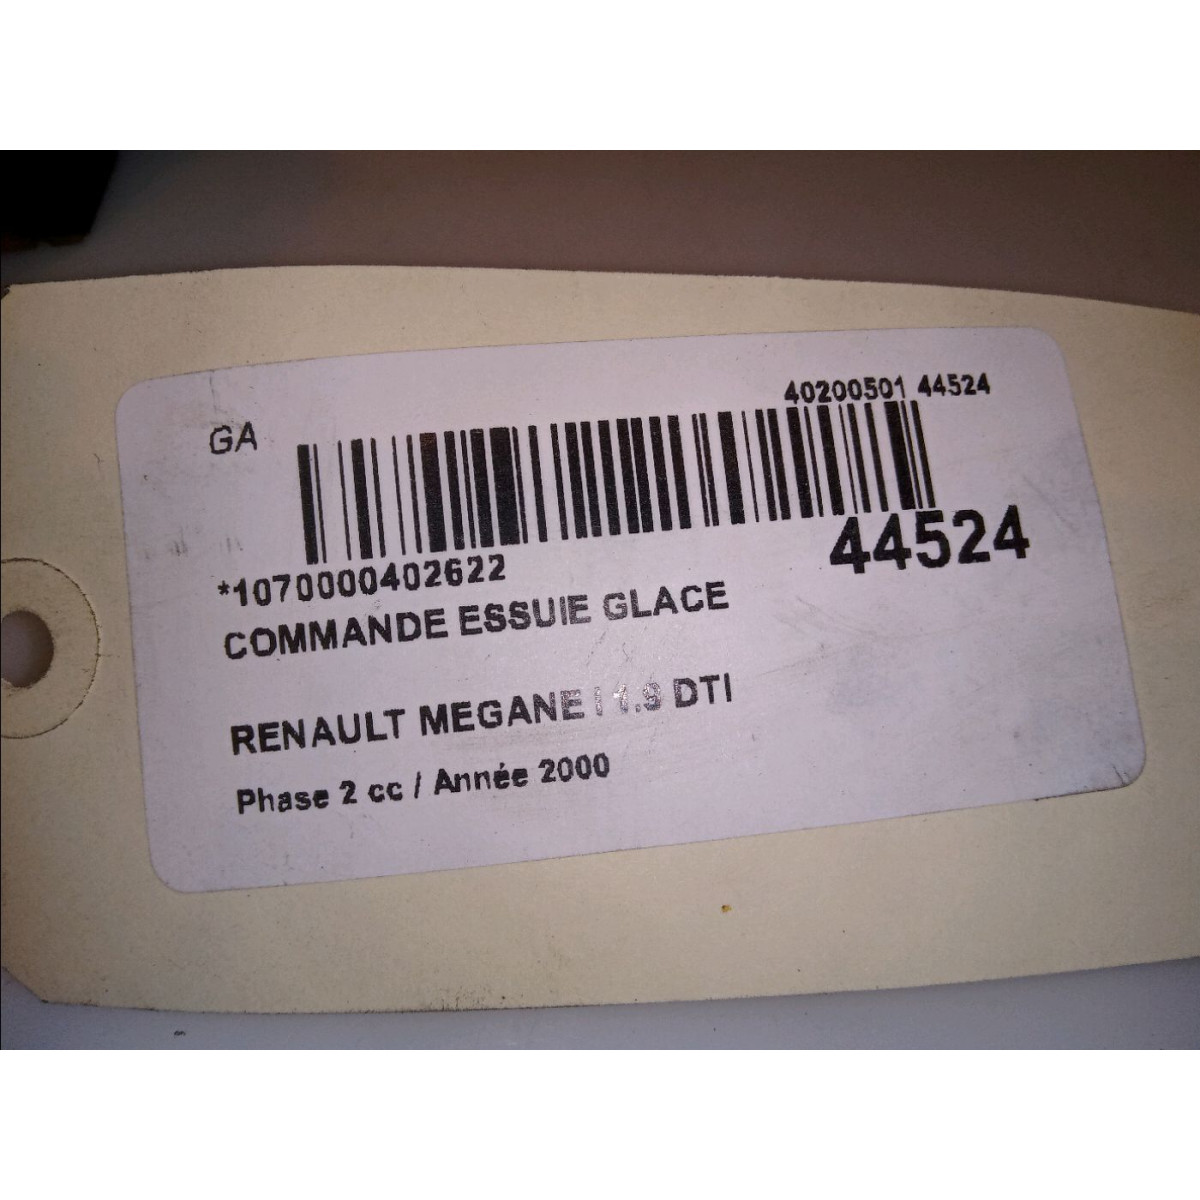 GA
40200501 44524
*1070000402622
44524
COMMANDE ESSUIE GLACE
RENAULT MEGANE I 1.9 DTI
Phase 2 cc / Année 2000